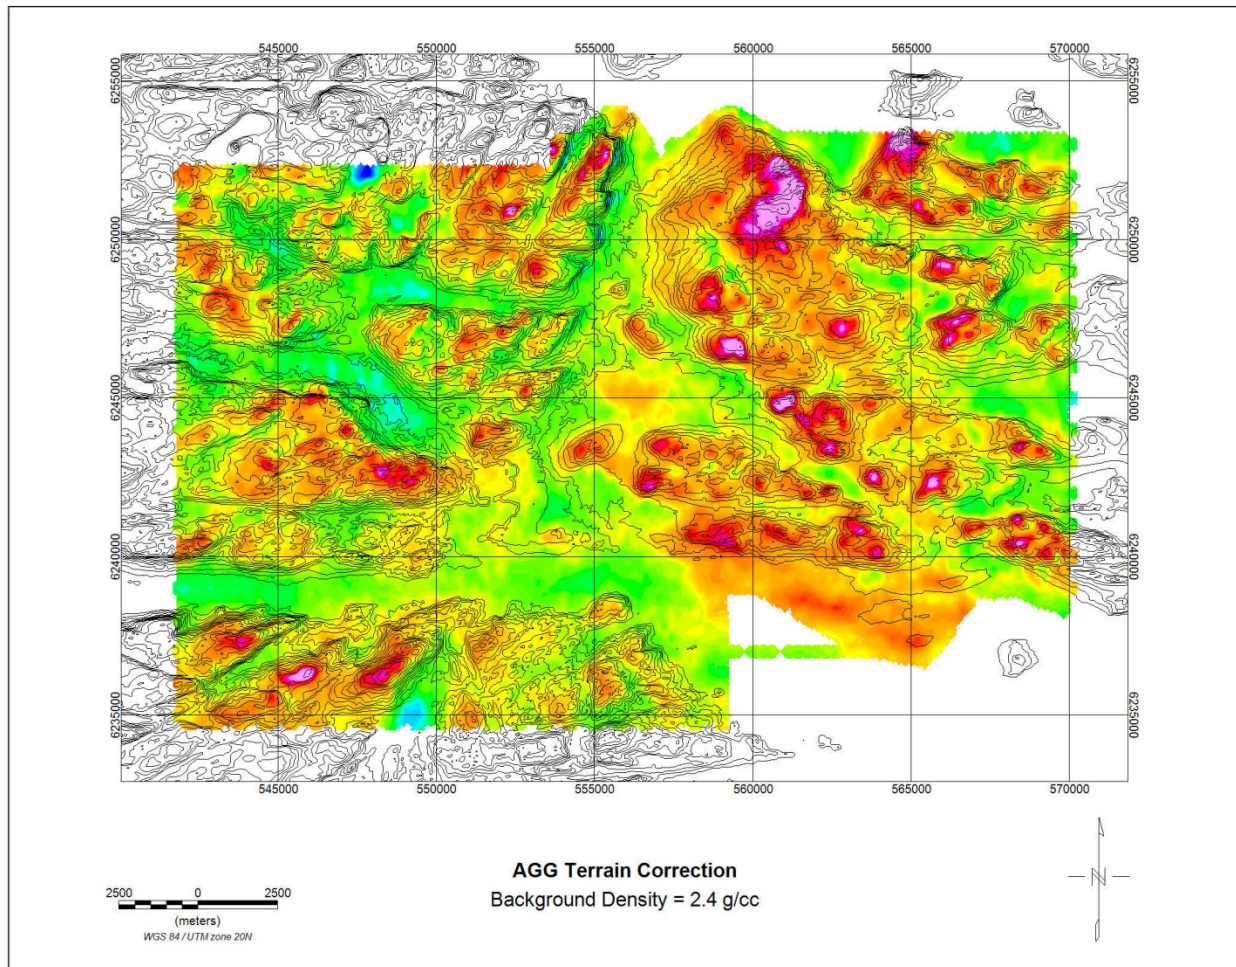 545000 550000 555000 560000 565000 570000
6255000 6255000
6250000 6250000
6245000 6245000
6240000 6240000
6235000 6235000
545000 550000 555000 560000 565000 570000
AGG Terrain Correction
Background Density = 2.4 g/cc
2500 0 2500
(meters)
WGS 84 / UTM zone 20N
N